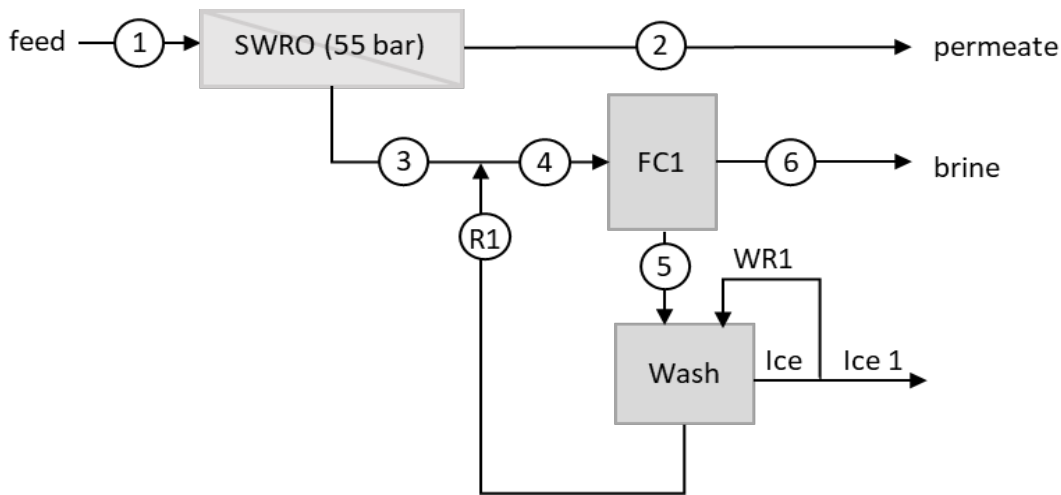 feed
1
SWRO (55 bar)
2
permeate
3
4
FC1
6
brine
R1
5
WR1
Wash
Ice
Ice 1